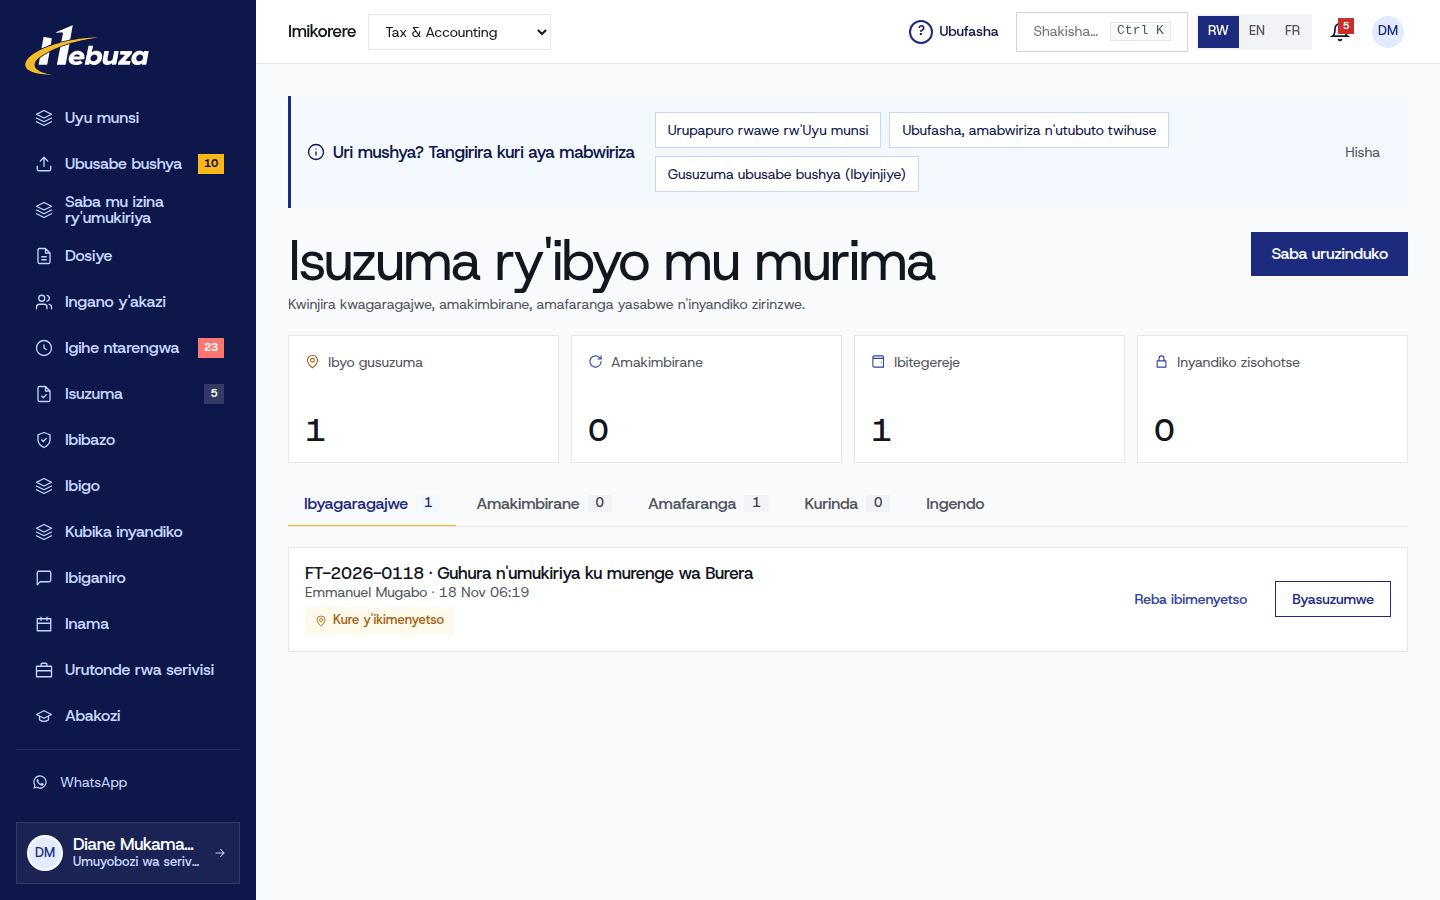 Hebuza
Uyu munsi
Ubusabe bushya 10
Saba mu izina
ry'umukiriya
Dosiye
Ingano y'akazi
Igihe ntarengwa 23
Isuzuma 5
Ibibazo
Ibigo
Kubika inyandiko
Ibiganiro
Inama
Urutonde rwa serivisi
Abakozi
WhatsApp
DM
Diane Mukama...
Umuyobozi wa seriv...
Imikorere
Tax & Accounting
? Ubufasha
Shakisha... Ctrl K
RW EN FR
5
DM
Uri mushya? Tangirira kuri aya mabwiriza
Urupapuro rwawe rw'Uyu munsi
Ubufasha, amabwiriza n'utubuto twihuse
Gusuzuma ubusabe bushya (Ibyinjiye)
Hisha
Isuzuma ry'ibyo mu murima
Kwinjira kwagaragajwe, amakimbirane, amafaranga yasabwe n'inyandiko zirinzwe.
Saba uruzinduko
Ibyo gusuzuma
1
Amakimbirane
0
Ibitegereje
1
Inyandiko zisohotse
0
Ibyagaragajwe 1
Amakimbirane 0
Amafaranga 1
Kurinda 0
Ingendo
FT-2026-0118 · Guhura n'umukiriya ku murenge wa Burera
Emmanuel Mugabo · 18 Nov 06:19
Kure y'ikimenyetso
Reba ibimenyetso
Byasuzumwe